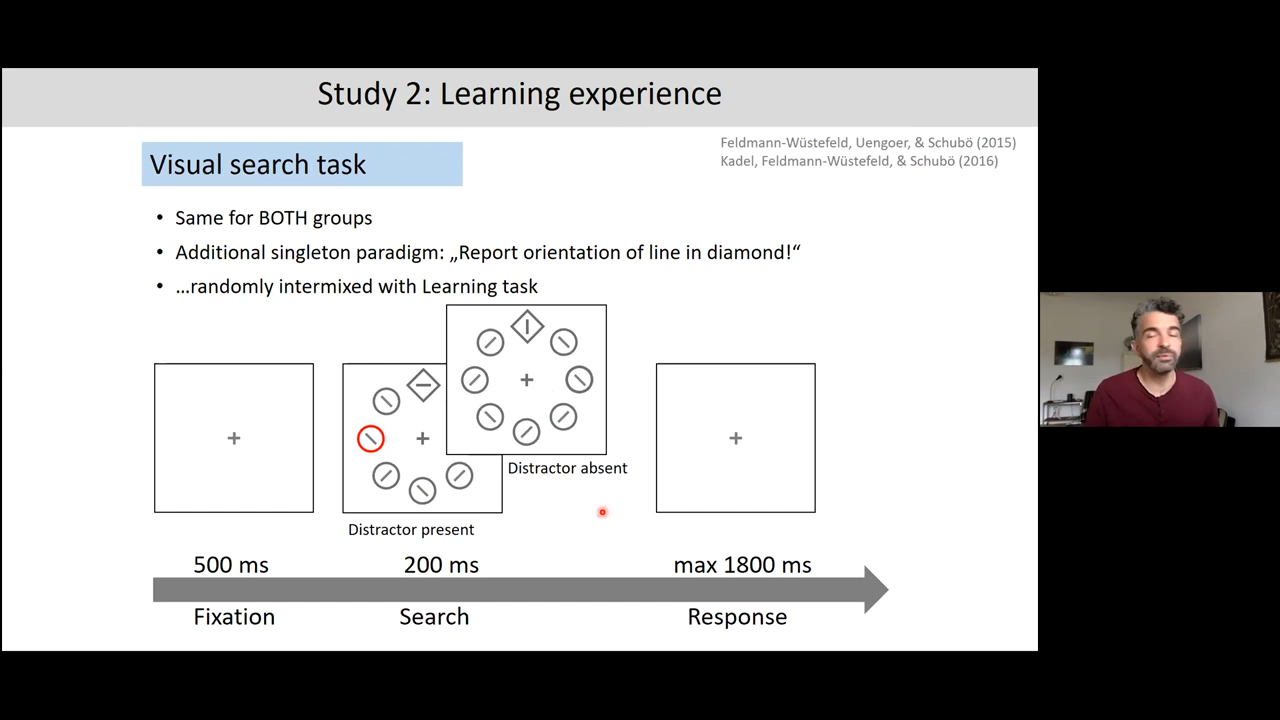 Study 2: Learning experience
Feldmann-Wüstefeld, Uengoer, & Schubö (2015)
Kadel, Feldmann-Wüstefeld, & Schubö (2016)
Visual search task
• Same for BOTH groups
• Additional singleton paradigm: „Report orientation of line in diamond!“
• …randomly intermixed with Learning task
Distractor absent
Distractor present
500 ms
200 ms
max 1800 ms
Fixation
Search
Response